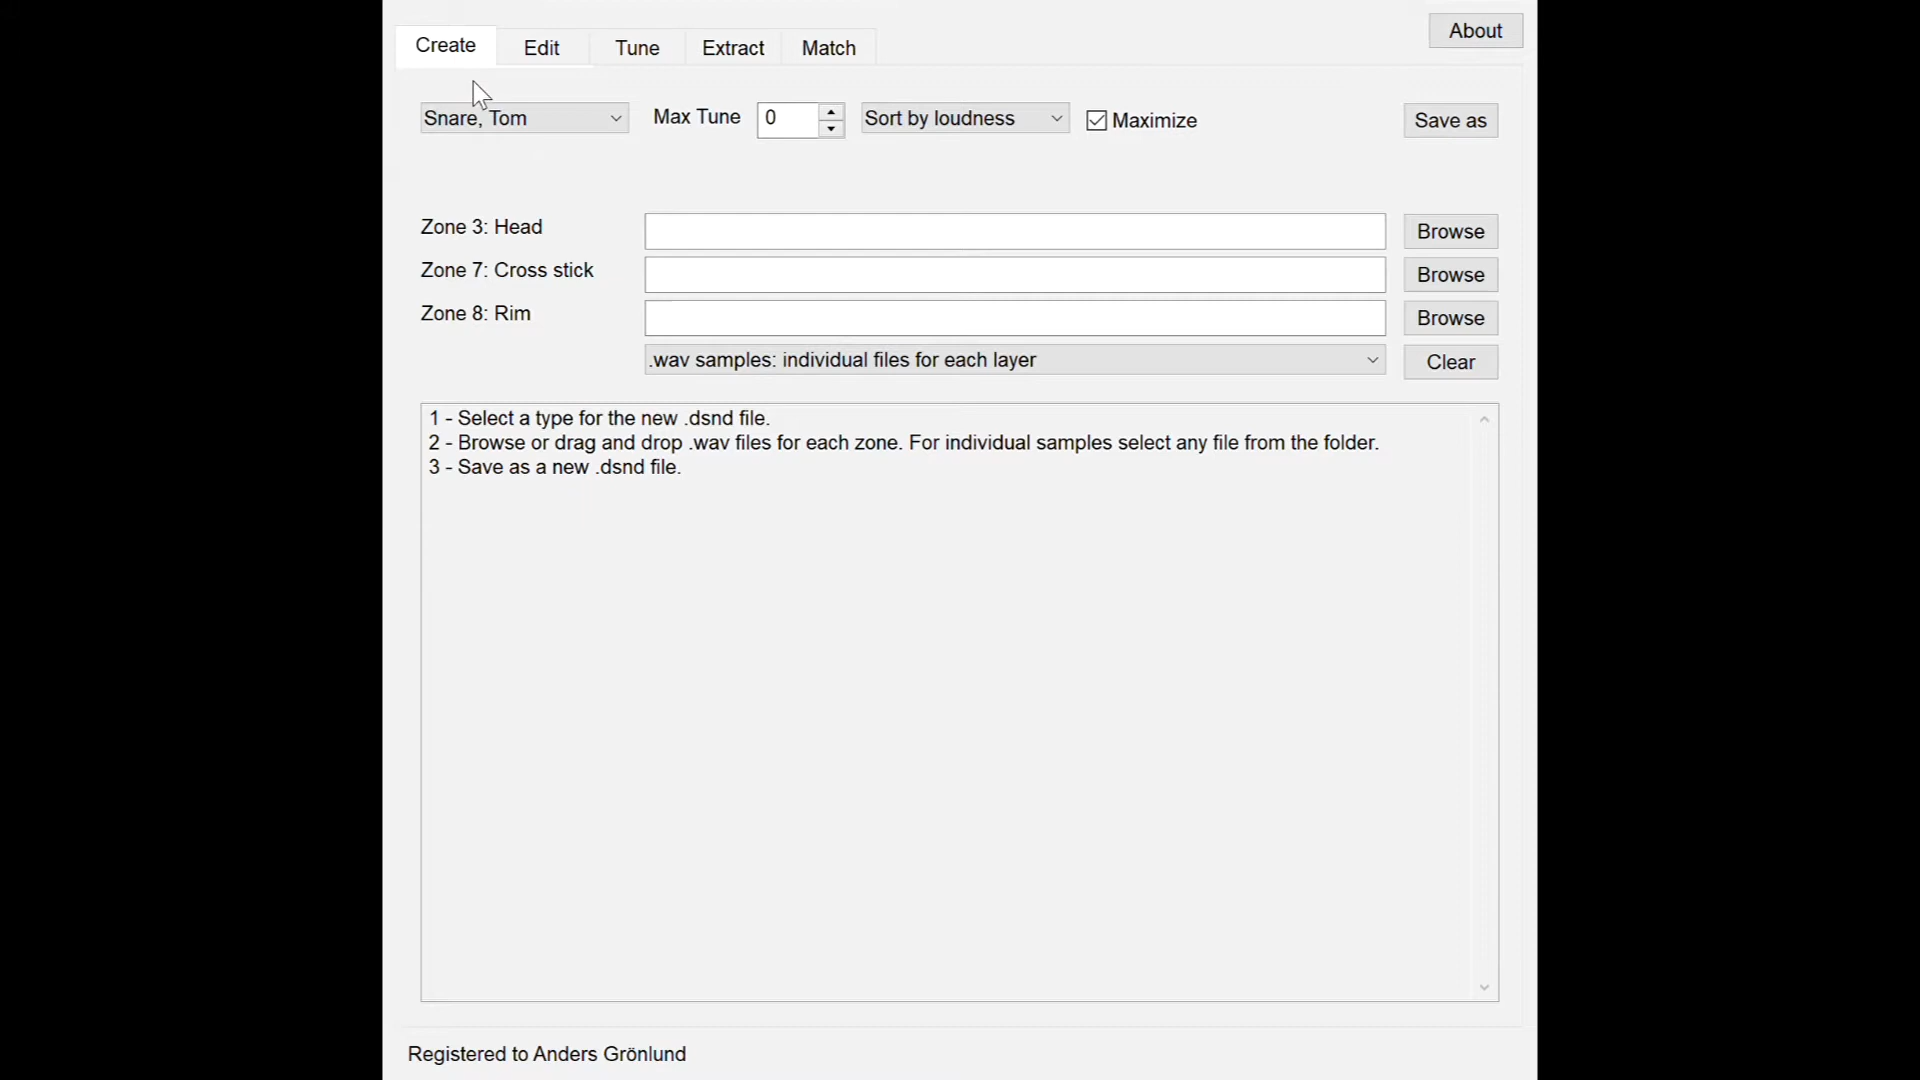 Create Edit Tune Extract Match About
Snare, Tom Max Tune 0 Sort by loudness Maximize Save as
Zone 3: Head Browse
Zone 7: Cross stick Browse
Zone 8: Rim Browse
.wav samples: individual files for each layer Clear
1 - Select a type for the new .dsnd file.
2 - Browse or drag and drop .wav files for each zone. For individual samples select any file from the folder.
3 - Save as a new .dsnd file.
Registered to Anders Grönlund